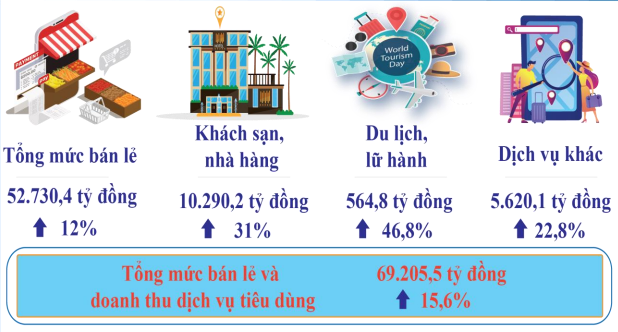 PAYMENT
HOTEL
World
Tourism
Day
Tổng mức bán lẻ
52.730,4 tỷ đồng
12%
Khách sạn,
nhà hàng
10.290,2 tỷ đồng
31%
Du lịch,
lữ hành
564,8 tỷ đồng
46,8%
Dịch vụ khác
5.620,1 tỷ đồng
22,8%
Tổng mức bán lẻ và
doanh thu dịch vụ tiêu dùng
69.205,5 tỷ đồng
15,6%